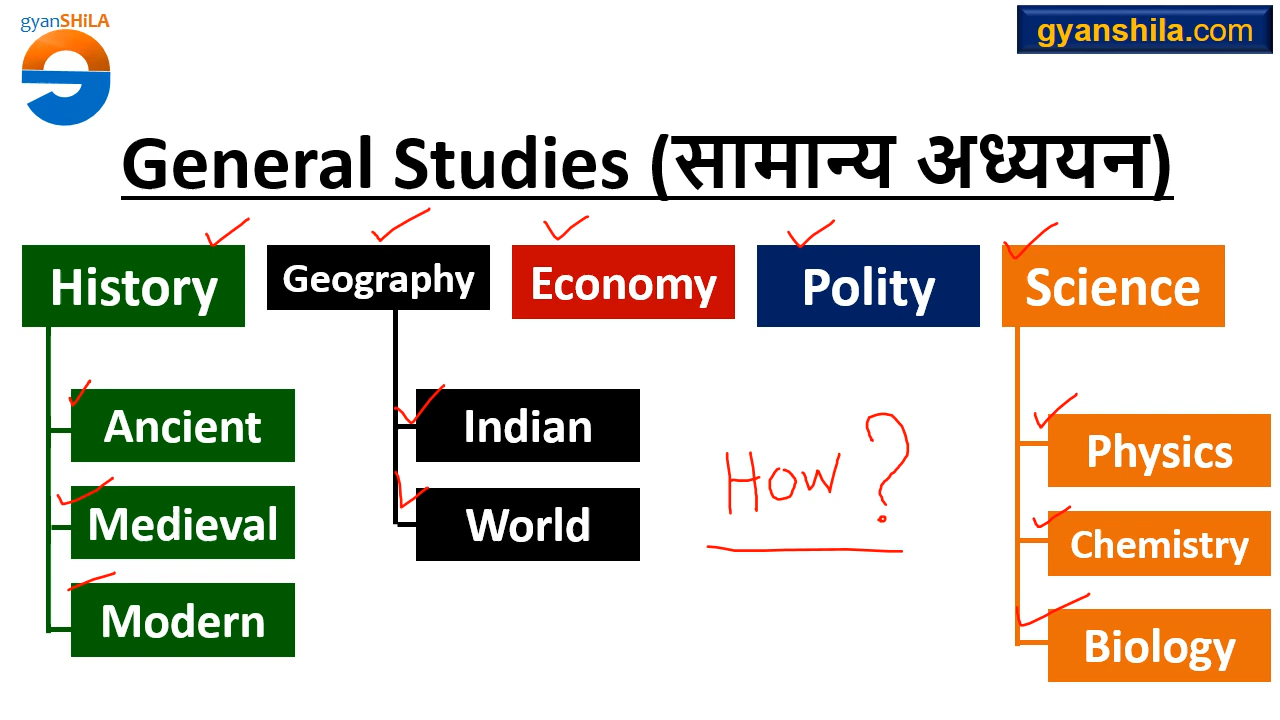 gyanSHiLA
gyanshila.com
General Studies (सामान्य अध्ययन)
History
Geography
Economy
Polity
Science
Ancient
Medieval
Modern
Indian
World
How?
Physics
Chemistry
Biology